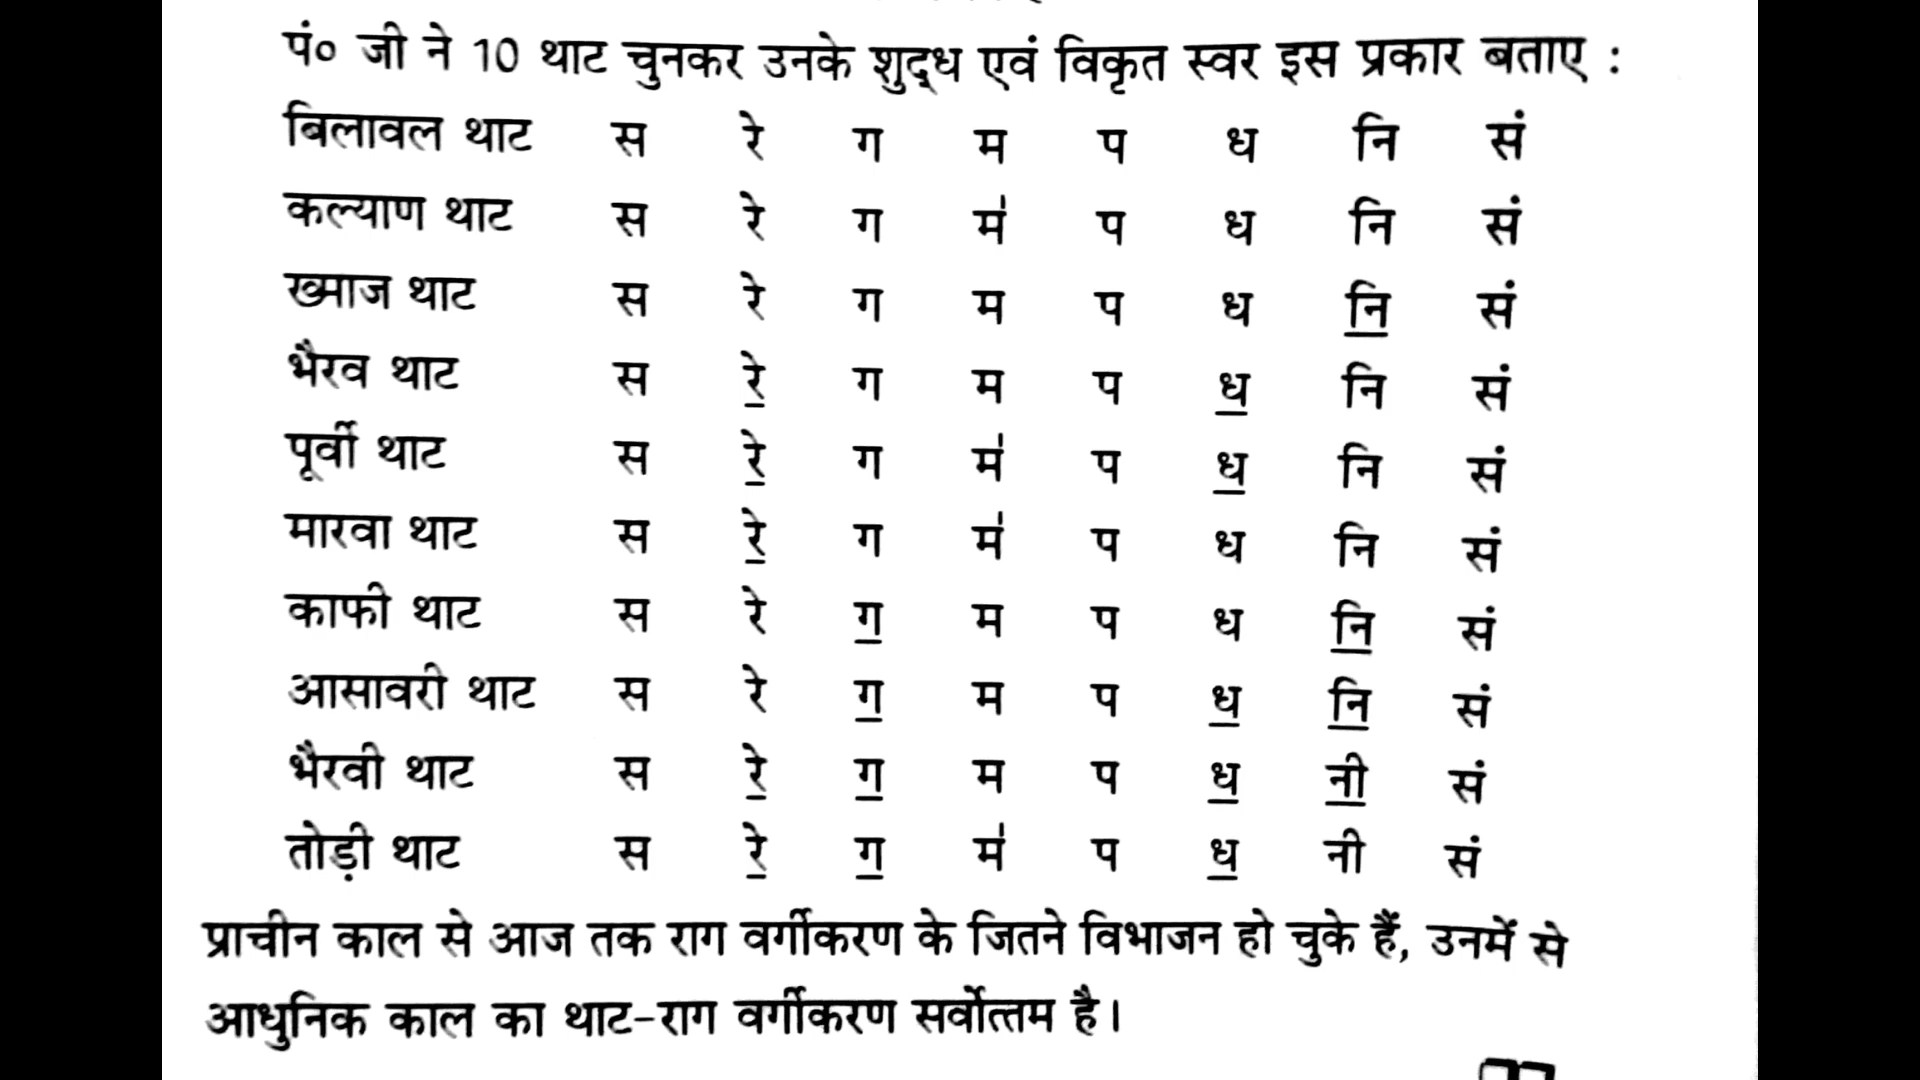 पं० जी ने 10 थाट चुनकर उनके शुद्ध एवं विकृत स्वर इस प्रकार बताए :
बिलावल थाट स रे ग म प ध नि सं
कल्याण थाट स रे ग म॑ प ध नि सं
ख्माज थाट स रे ग म प ध नि॒ सं
भैरव थाट स रे॒ ग म प ध॒ नि सं
पूर्वी थाट स रे॒ ग म॑ प ध॒ नि सं
मारवा थाट स रे॒ ग म॑ प ध नि सं
काफी थाट स रे ग॒ म प ध नि॒ सं
आसावरी थाट स रे ग॒ म प ध॒ नि॒ सं
भैरवी थाट स रे॒ ग॒ म प ध॒ नी॒ सं
तोड़ी थाट स रे॒ ग॒ म॑ प ध॒ नी सं
प्राचीन काल से आज तक राग वर्गीकरण के जितने विभाजन हो चुके हैं, उनमें से
आधुनिक काल का थाट-राग वर्गीकरण सर्वोत्तम है।